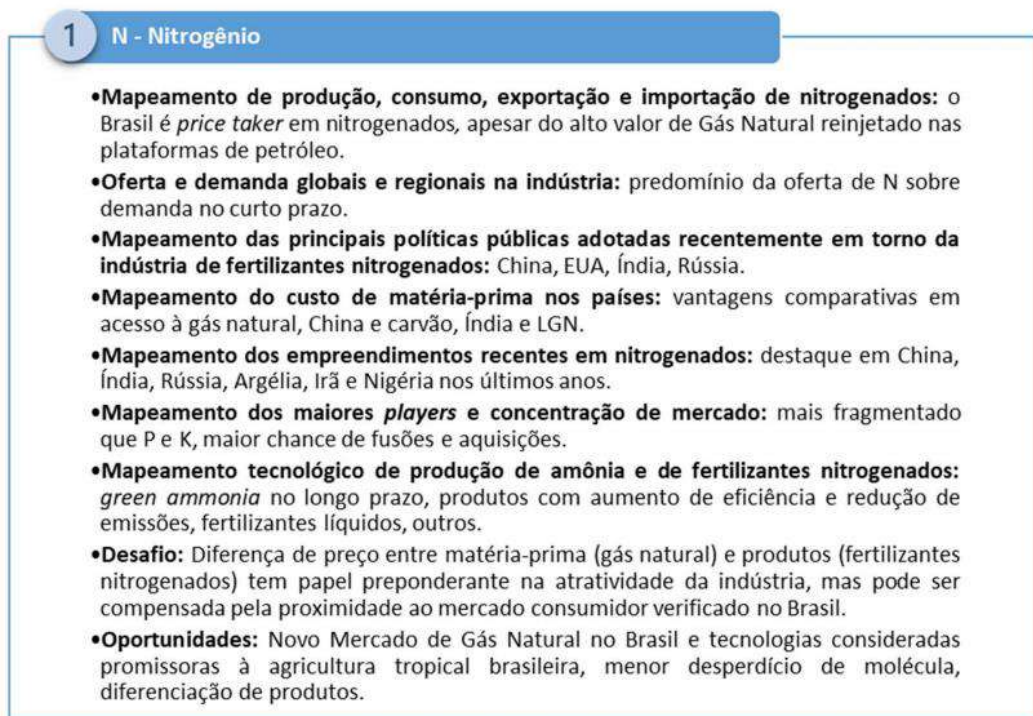 1 N - Nitrogênio
•Mapeamento de produção, consumo, exportação e importação de nitrogenados: o
Brasil é price taker em nitrogenados, apesar do alto valor de Gás Natural reinjetado nas
plataformas de petróleo.
•Oferta e demanda globais e regionais na indústria: predomínio da oferta de N sobre
demanda no curto prazo.
•Mapeamento das principais políticas públicas adotadas recentemente em torno da
indústria de fertilizantes nitrogenados: China, EUA, Índia, Rússia.
•Mapeamento do custo de matéria-prima nos países: vantagens comparativas em
acesso à gás natural, China e carvão, Índia e LGN.
•Mapeamento dos empreendimentos recentes em nitrogenados: destaque em China,
Índia, Rússia, Argélia, Irã e Nigéria nos últimos anos.
•Mapeamento dos maiores players e concentração de mercado: mais fragmentado
que P e K, maior chance de fusões e aquisições.
•Mapeamento tecnológico de produção de amônia e de fertilizantes nitrogenados:
green ammonia no longo prazo, produtos com aumento de eficiência e redução de
emissões, fertilizantes líquidos, outros.
•Desafio: Diferença de preço entre matéria-prima (gás natural) e produtos (fertilizantes
nitrogenados) tem papel preponderante na atratividade da indústria, mas pode ser
compensada pela proximidade ao mercado consumidor verificado no Brasil.
•Oportunidades: Novo Mercado de Gás Natural no Brasil e tecnologias consideradas
promissoras à agricultura tropical brasileira, menor desperdício de molécula,
diferenciação de produtos.